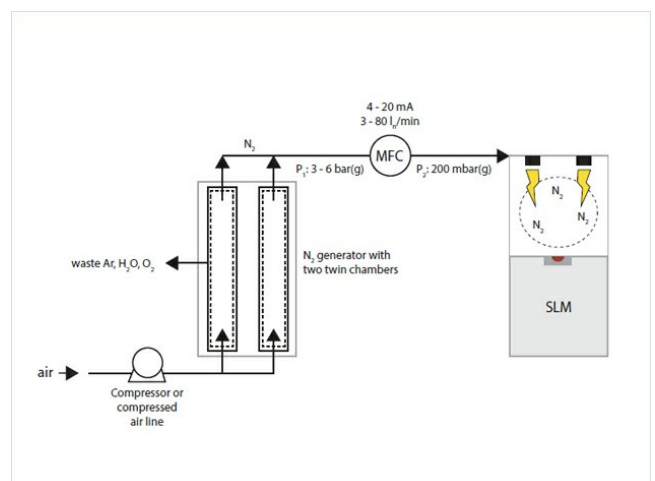 4 - 20 mA
3 - 80 lₙ/min
N₂
MFC
P₁: 3 - 6 bar(g)
P₂: 200 mbar(g)
N₂
N₂
N₂
waste Ar, H₂O, O₂
N₂ generator with
two twin chambers
SLM
air
Compressor or
compressed
air line